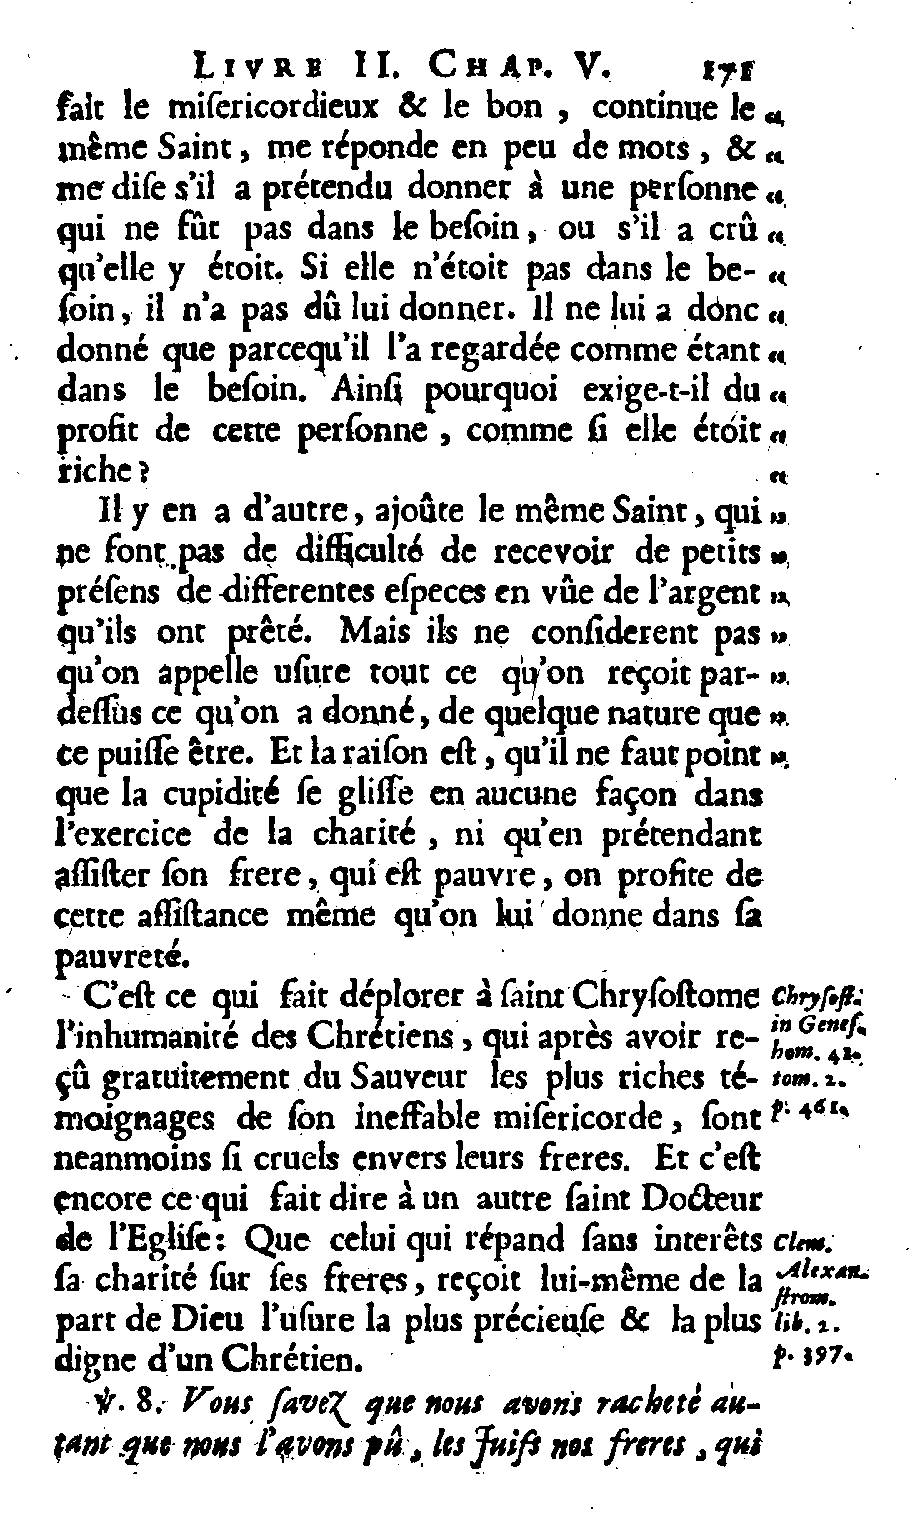 LIVRE II. CHAP. V. 171
fait le miſericordieux & le bon, continue le „
même Saint, me réponde en peu de mots, & „
me diſe s'il a prétendu donner à une perſonne „
qui ne fût pas dans le beſoin, ou s'il a crû „
qu'elle y étoit. Si elle n'étoit pas dans le be- „
ſoin, il n'a pas dû lui donner. Il ne lui a donc „
donné que parcequ'il l'a regardée comme étant „
dans le beſoin. Ainſi pourquoi exige-t-il du „
profit de cette perſonne, comme ſi elle étoit „
riche? „
Il y en a d'autre, ajoûte le même Saint, qui „
ne font pas de difficulté de recevoir de petits „
préſens de differentes eſpeces en vûe de l'argent „
qu'ils ont prêté. Mais ils ne conſiderent pas „
qu'on appelle uſure tout ce qu'on reçoit par- „
deſſus ce qu'on a donné, de quelque nature que „
ce puiſſe être. Et la raiſon eſt, qu'il ne faut point „
que la cupidité ſe gliſſe en aucune façon dans
l'exercice de la charité, ni qu'en prétendant
aſſiſter ſon frere, qui eſt pauvre, on profite de
cette aſſiſtance même qu'on lui donne dans ſa
pauvreté.
C'eſt ce qui fait déplorer à ſaint Chryſoſtome Chryſoſt.
l'inhumanité des Chrétiens, qui après avoir re- in Geneſ.
hom. 42.
çû gratuitement du Sauveur les plus riches té- tom. 2.
moignages de ſon ineffable miſericorde, ſont p. 461.
neanmoins ſi cruels envers leurs freres. Et c'eſt
encore ce qui fait dire à un autre ſaint Docteur
de l'Egliſe: Que celui qui répand ſans interêts Clem.
ſa charité ſur ſes freres, reçoit lui-même de la Alexan.
ſtrom.
part de Dieu l'uſure la plus précieuſe & la plus lib. 2.
digne d'un Chrétien. p. 397.
℣. 8. Vous ſavez que nous avons racheté au-
tant que nous l'avons pû, les Juifs nos freres, qui